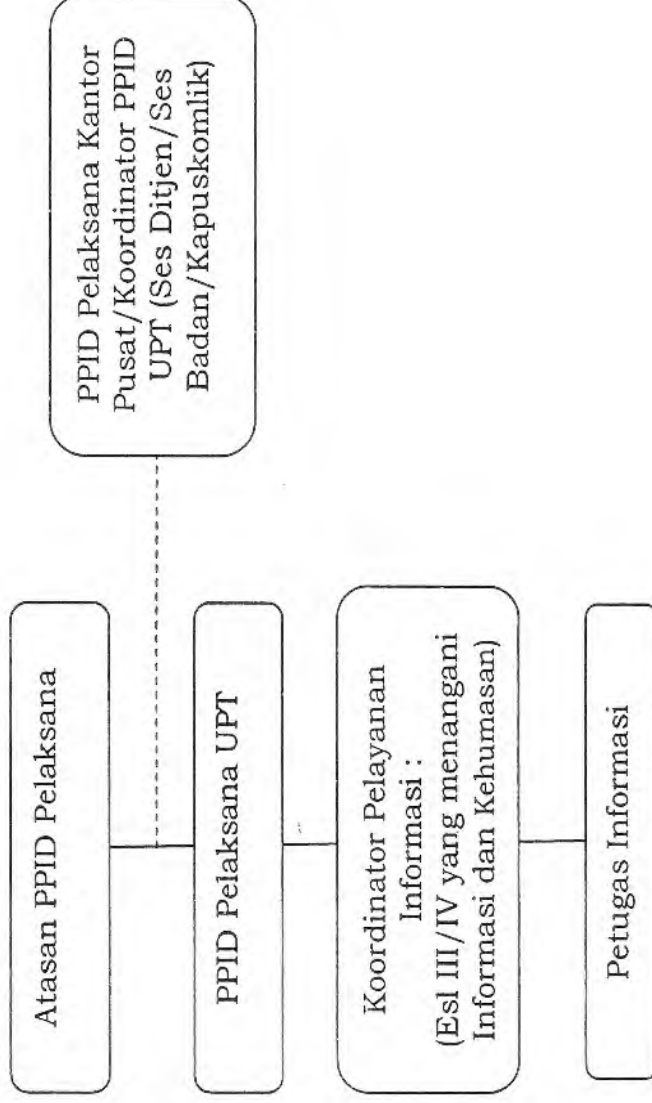 Atasan PPID Pelaksana
PPID Pelaksana Kantor
Pusat/Koordinator PPID
UPT (Ses Ditjen/Ses
Badan/Kapuskomlik)
PPID Pelaksana UPT
Koordinator Pelayanan
Informasi :
(Esl III/IV yang menangani
Informasi dan Kehumasan)
Petugas Informasi